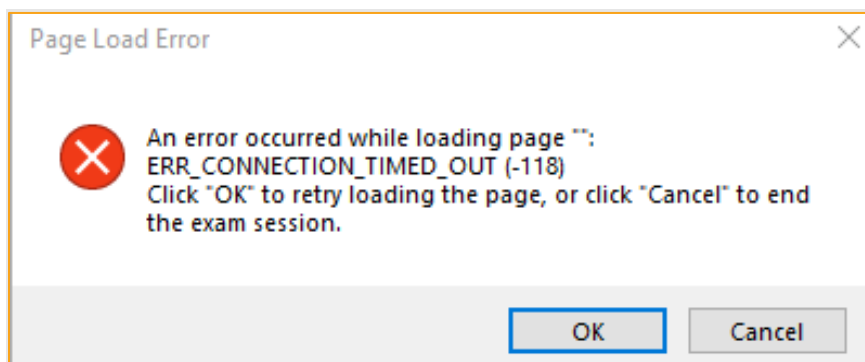 Page Load Error
An error occurred while loading page "":
ERR_CONNECTION_TIMED_OUT (-118)
Click "OK" to retry loading the page, or click "Cancel" to end
the exam session.
OK
Cancel